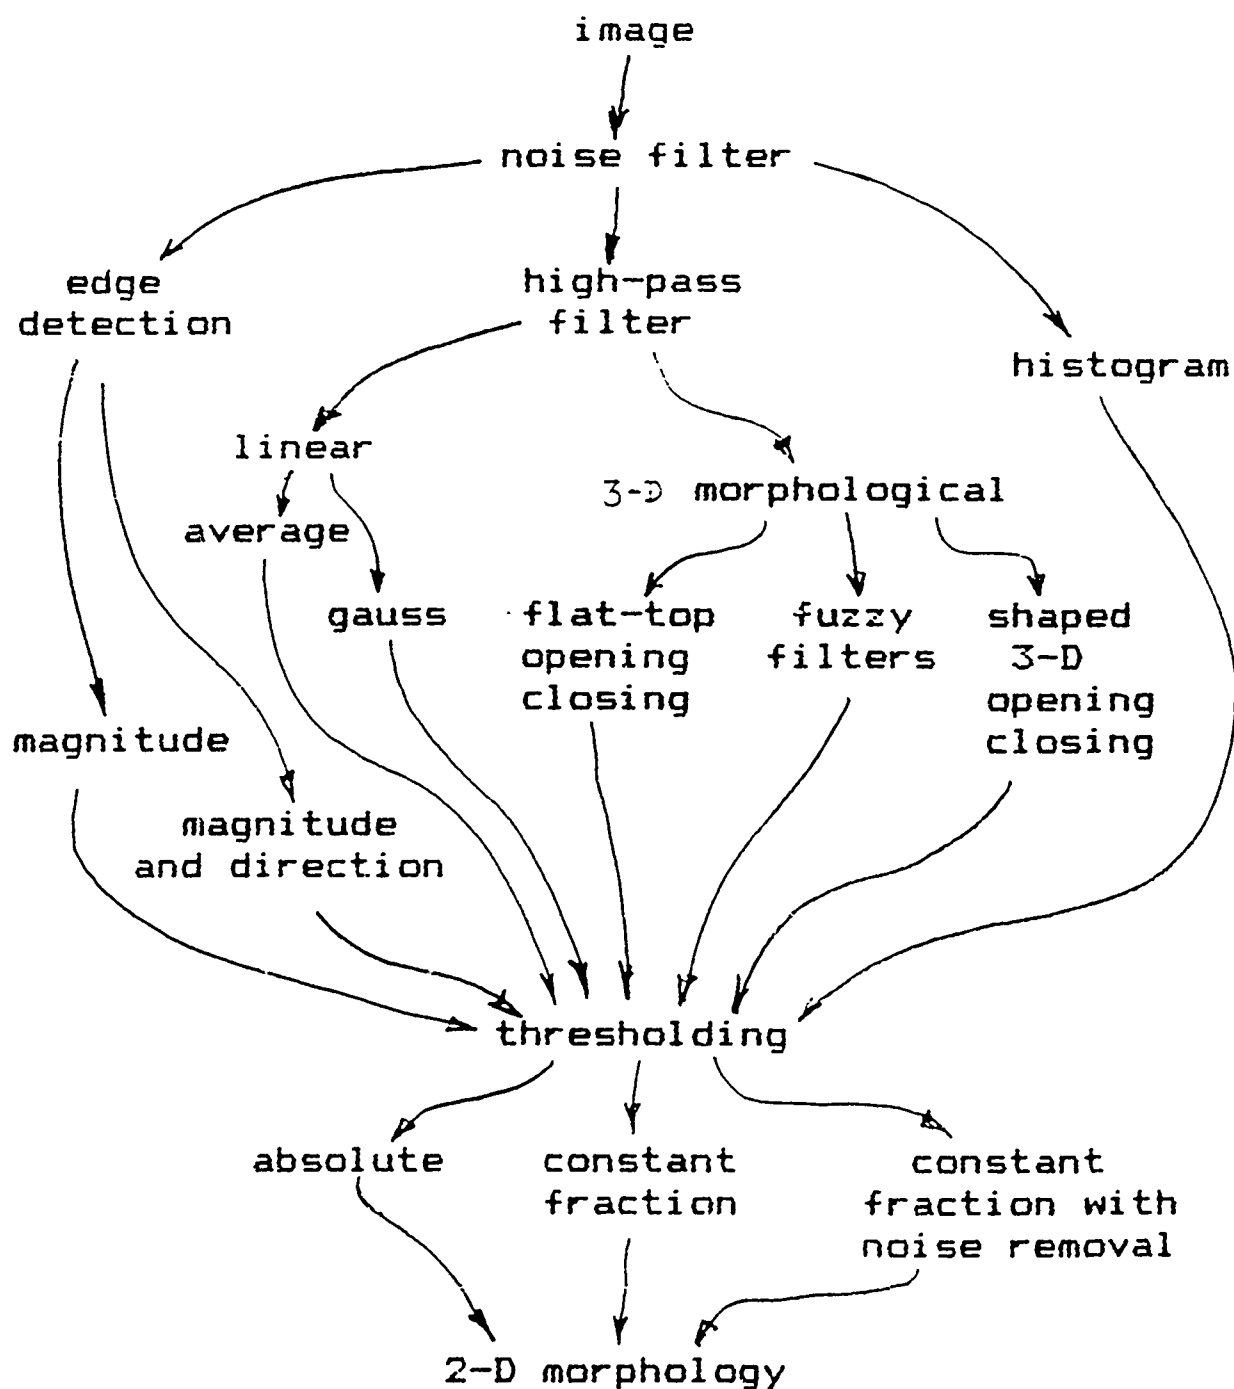 image
noise filter
edge
detection
high-pass
filter
histogram
linear
3-D morphological
average
gauss
flat-top
opening
closing
fuzzy
filters
shaped
3-D
opening
closing
magnitude
magnitude
and direction
thresholding
absolute
constant
fraction
constant
fraction with
noise removal
2-D morphology